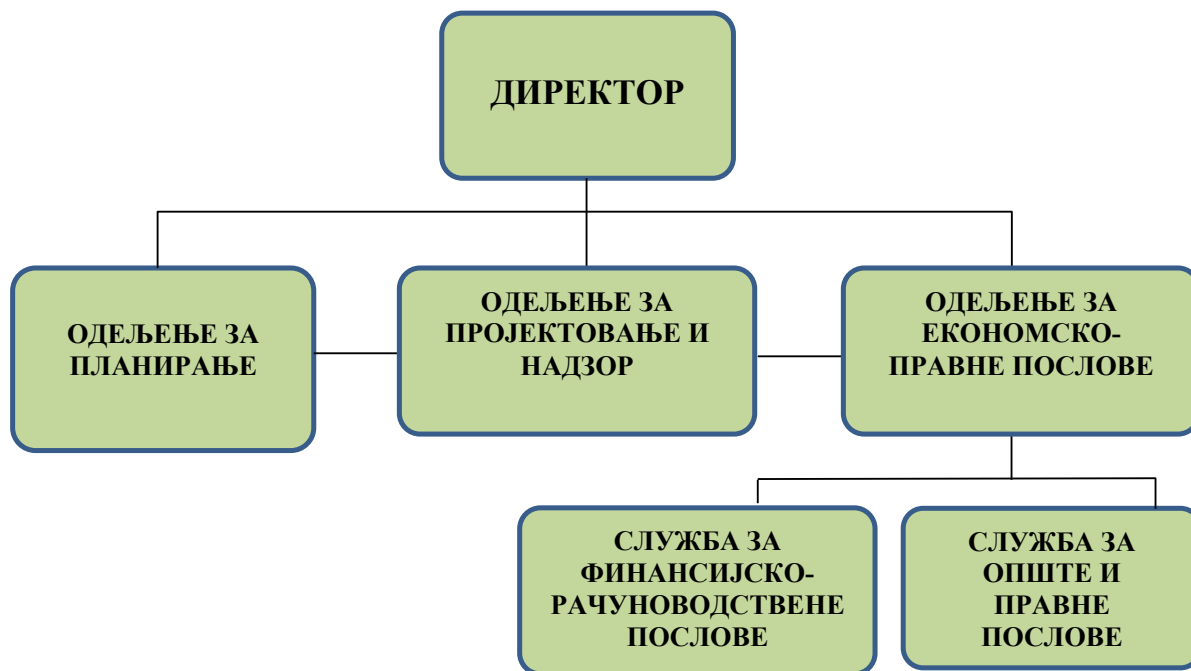 ДИРЕКТОР
ОДЕЉЕЊЕ ЗА
ПЛАНИРАЊЕ
ОДЕЉЕЊЕ ЗА
ПРОЈЕКТОВАЊЕ И
НАДЗОР
ОДЕЉЕЊЕ ЗА
ЕКОНОМСКО-
ПРАВНЕ ПОСЛОВЕ
СЛУЖБА ЗА
ФИНАНСИЈСКО-
РАЧУНОВОДСТВЕНЕ
ПОСЛОВЕ
СЛУЖБА ЗА
ОПШТЕ И
ПРАВНЕ
ПОСЛОВЕ